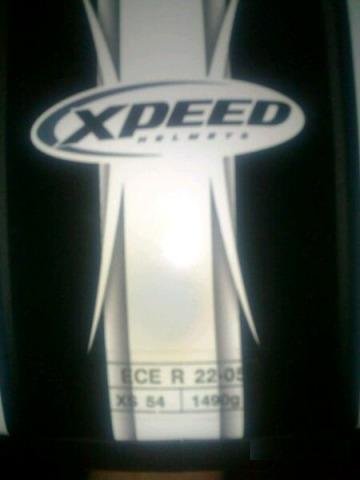 XPEED
HELMETS
ECE R 22-05
XS 54 1490g